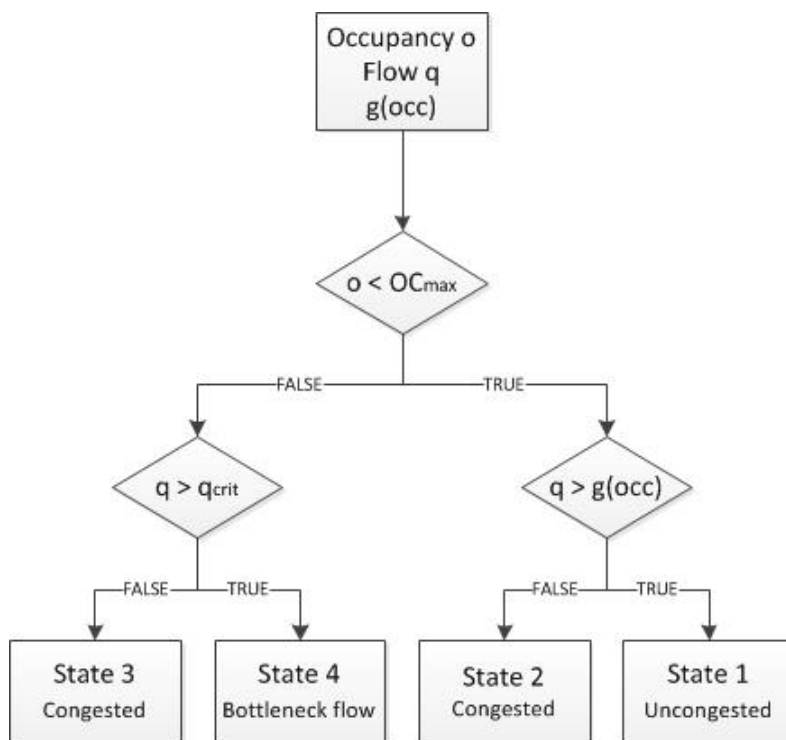 Occupancy o
Flow q
g(occ)
o < OCmax
FALSE
TRUE
q > qcrit
q > g(occ)
FALSE
TRUE
FALSE
TRUE
State 3
Congested
State 4
Bottleneck flow
State 2
Congested
State 1
Uncongested